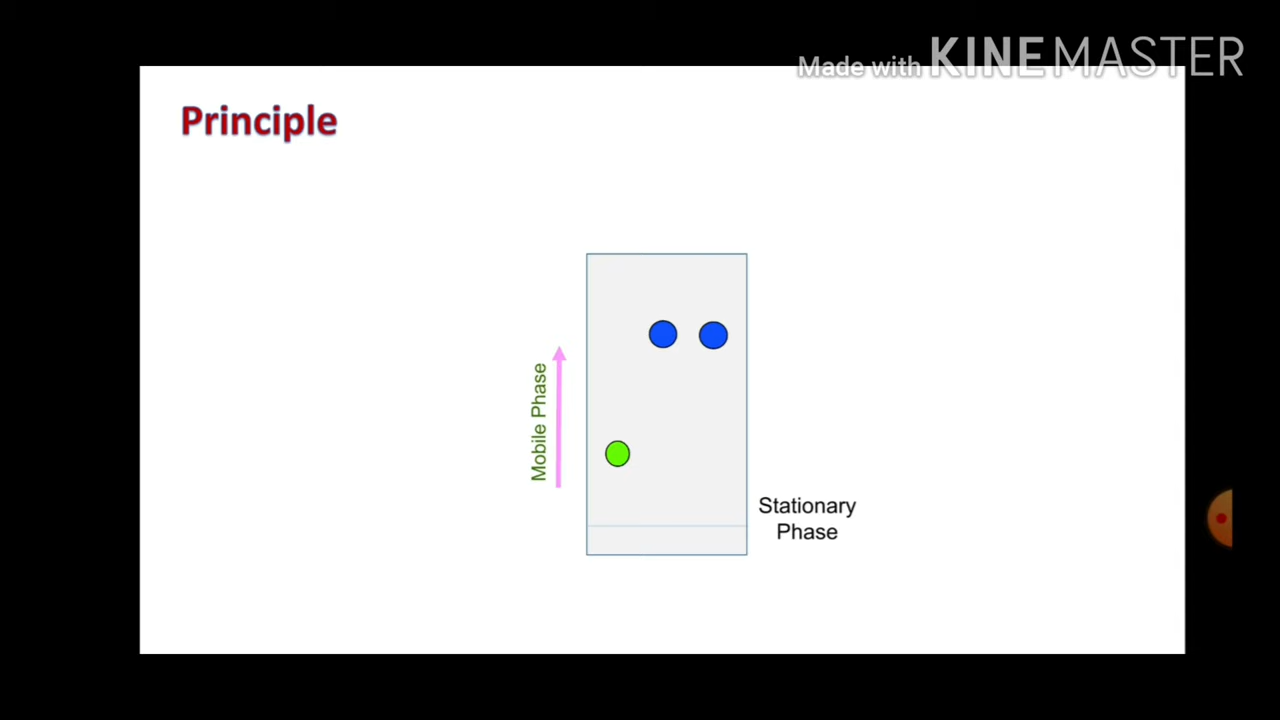 Made with KINEMASTER
Principle
Mobile Phase
Stationary
Phase